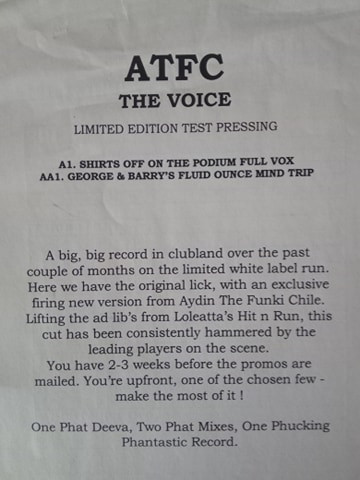 ATFC
THE VOICE
LIMITED EDITION TEST PRESSING
A1. SHIRTS OFF ON THE PODIUM FULL VOX
AA1. GEORGE & BARRY'S FLUID OUNCE MIND TRIP
A big, big record in clubland over the past
couple of months on the limited white label run.
Here we have the original lick, with an exclusive
firing new version from Aydin The Funki Chile.
Lifting the ad lib's from Loleatta's Hit n Run, this
cut has been consistently hammered by the
leading players on the scene.
You have 2-3 weeks before the promos are
mailed. You're upfront, one of the chosen few -
make the most of it !
One Phat Deeva, Two Phat Mixes, One Phucking
Phantastic Record.